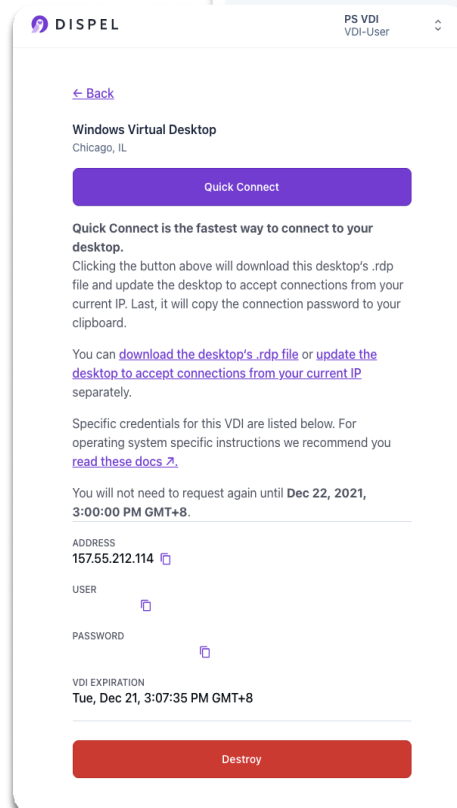 DISPEL
PS VDI
VDI-User
← Back
Windows Virtual Desktop
Chicago, IL
Quick Connect
Quick Connect is the fastest way to connect to your
desktop.
Clicking the button above will download this desktop's .rdp
file and update the desktop to accept connections from your
current IP. Last, it will copy the connection password to your
clipboard.
You can download the desktop's .rdp file or update the
desktop to accept connections from your current IP
separately.
Specific credentials for this VDI are listed below. For
operating system specific instructions we recommend you
read these docs ↗.
You will not need to request again until Dec 22, 2021,
3:00:00 PM GMT+8.
ADDRESS
157.55.212.114
USER
PASSWORD
VDI EXPIRATION
Tue, Dec 21, 3:07:35 PM GMT+8
Destroy